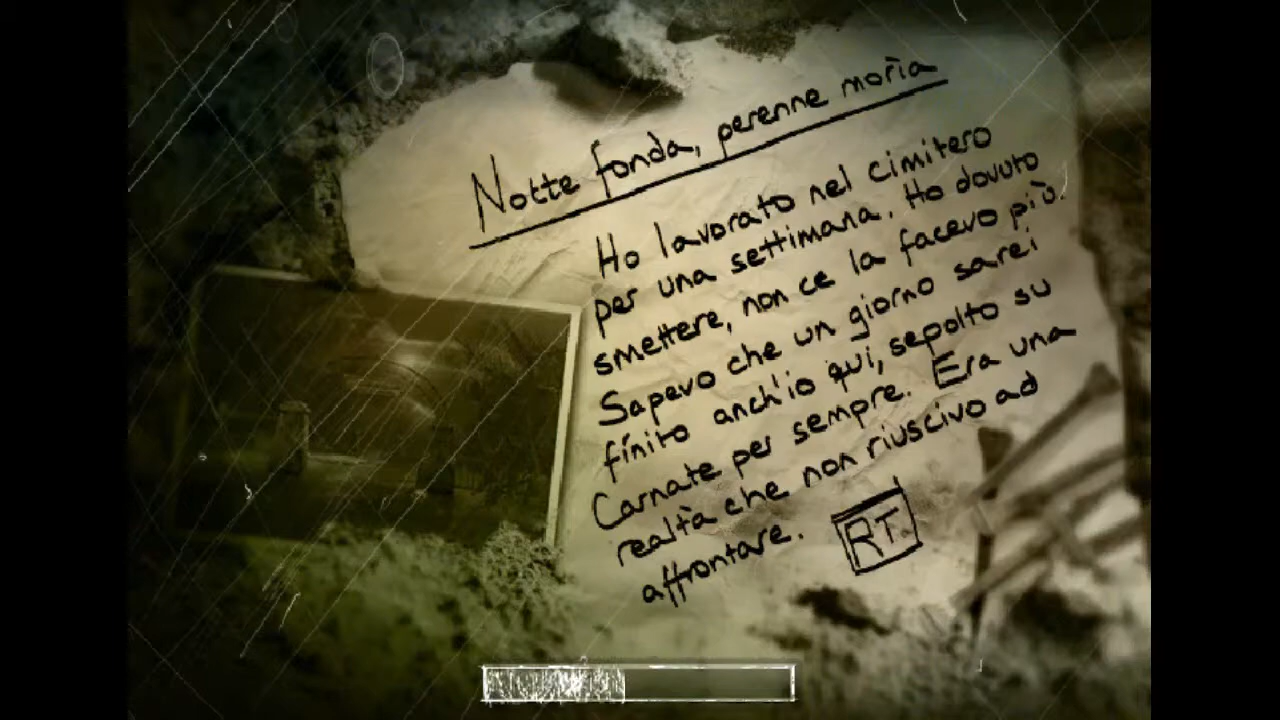 Notte fonda, perenne morìa
Ho lavorato nel cimitero
per una settimana. Ho dovuto
smettere, non ce la facevo più.
Sapevo che un giorno sarei
finito anch'io qui, sepolto su
Carnate per sempre. Era una
realtà che non riuscivo ad
affrontare.
RT.